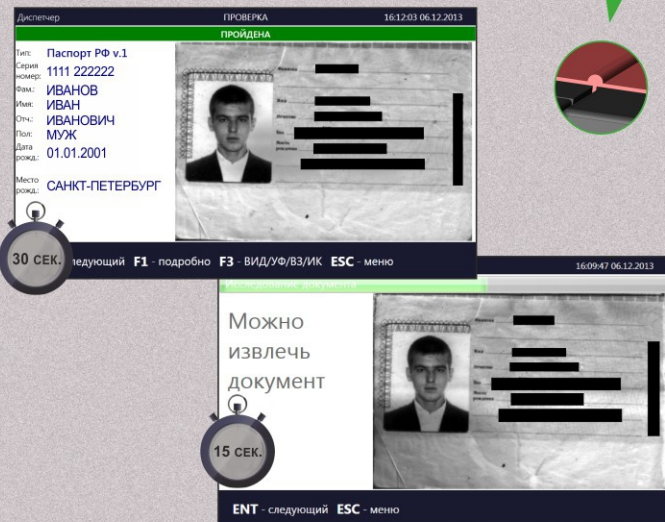 Диспетчер ПРОВЕРКА 16:12:03 06.12.2013
ПРОЙДЕНА
Тип: Паспорт РФ v.1
Серия номер: 1111 222222
Фам.: ИВАНОВ
Имя: ИВАН
Отч.: ИВАНОВИЧ
Пол: МУЖ
Дата рожд.: 01.01.2001
Место рожд.: САНКТ-ПЕТЕРБУРГ
30 СЕК.
ледующий F1 - подробно F3 - ВИД/УФ/ВЗ/ИК ESC - меню
16:09:47 06.12.2013
Исследование документа
Можно
извлечь
документ
15 СЕК.
ENT - следующий ESC - меню